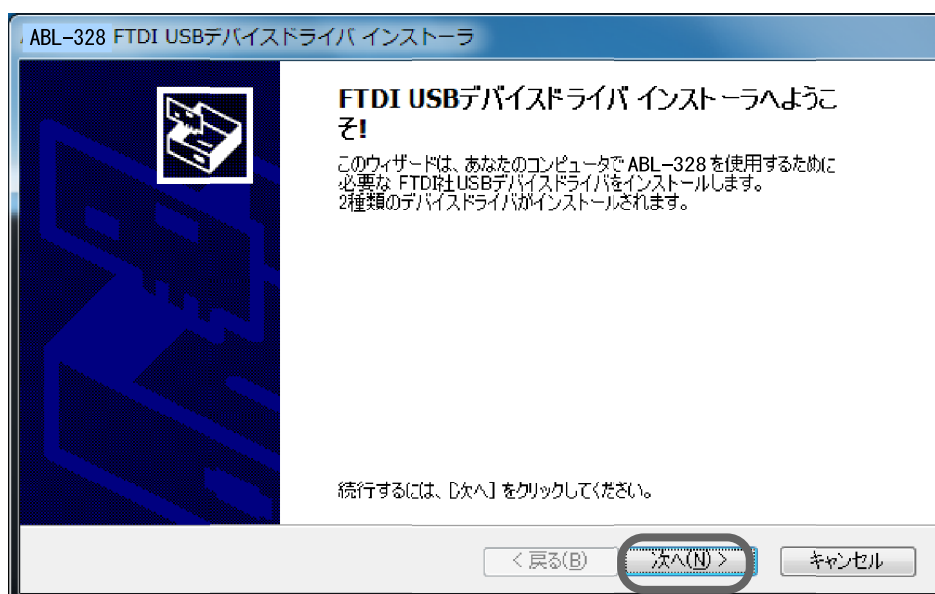 ABL-328 FTDI USBデバイスドライバ インストーラ
FTDI USBデバイスドライバ インストーラへようこ
そ!
このウィザードは、あなたのコンピュータで ABL-328 を使用するために
必要な FTDI社USBデバイスドライバをインストールします。
2種類のデバイスドライバがインストールされます。
続行するには、[次へ] をクリックしてください。
< 戻る(B) 次へ(N) > キャンセル